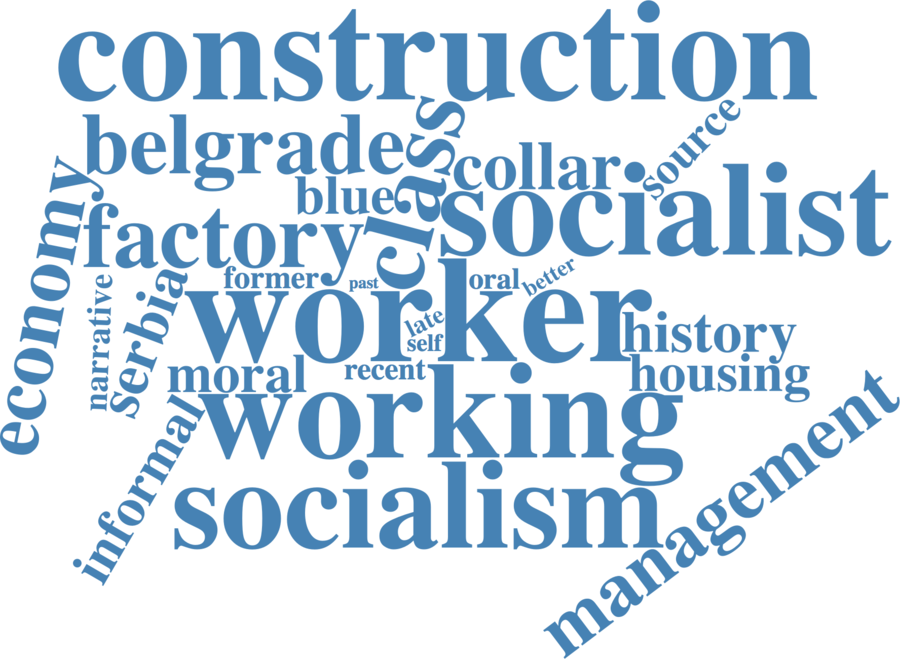 construction
belgrade
class
source
collar
blue
socialist
economy
factory
former
past
oral
better
worker
narrative
serbia
late
self
history
moral
recent
housing
working
informal
socialism
management